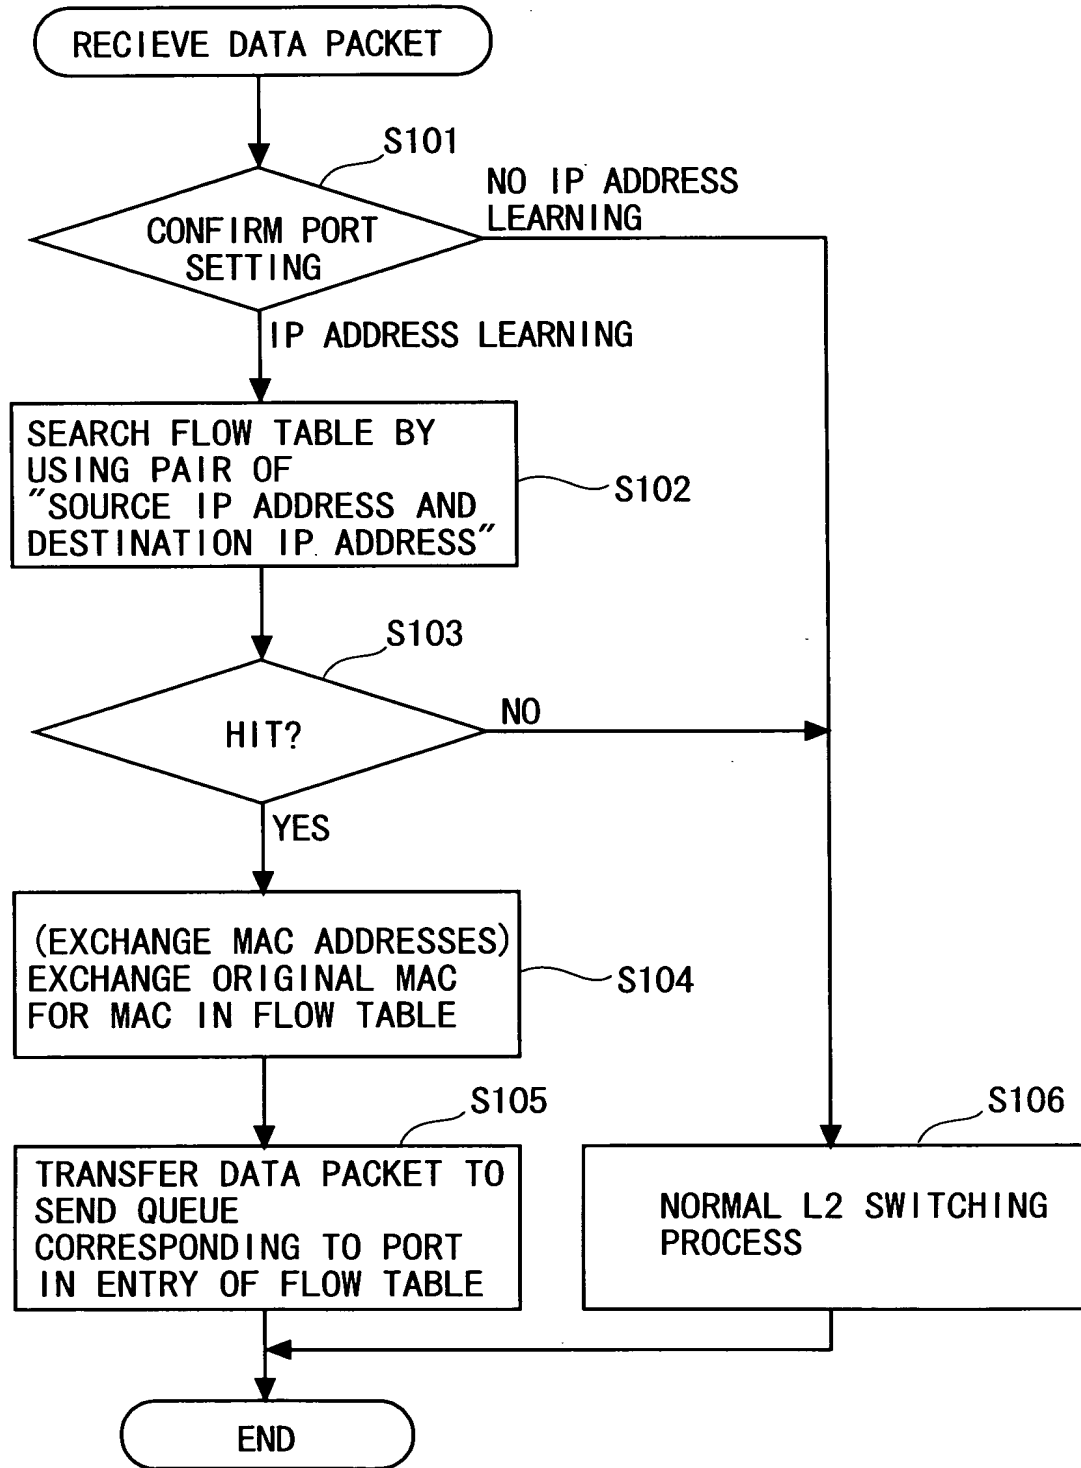 RECIEVE DATA PACKET
S101
NO IP ADDRESS
LEARNING
CONFIRM PORT
SETTING
IP ADDRESS LEARNING
SEARCH FLOW TABLE BY
USING PAIR OF
"SOURCE IP ADDRESS AND
DESTINATION IP ADDRESS"
S102
S103
HIT?
NO
YES
(EXCHANGE MAC ADDRESSES)
EXCHANGE ORIGINAL MAC
FOR MAC IN FLOW TABLE
S104
S105
TRANSFER DATA PACKET TO
SEND QUEUE
CORRESPONDING TO PORT
IN ENTRY OF FLOW TABLE
S106
NORMAL L2 SWITCHING
PROCESS
END